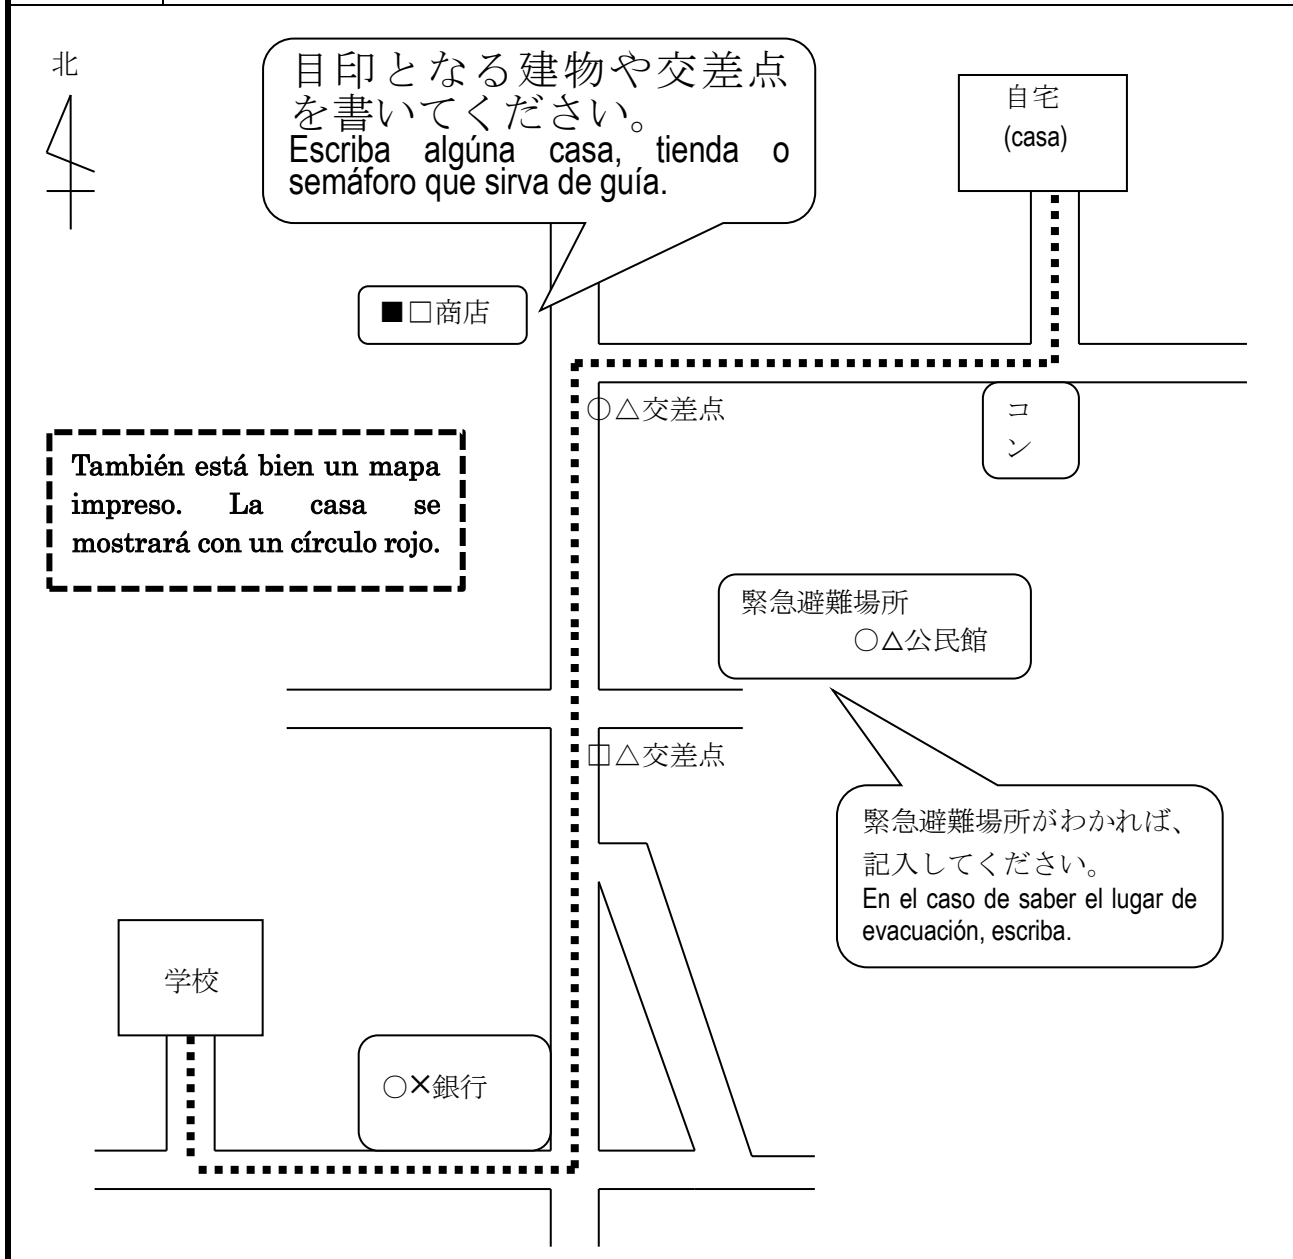 北
目印となる建物や交差点
を書いてください。
Escriba algúna casa, tienda o
semáforo que sirva de guía.
自宅
(casa)
■□商店
○△交差点
コ
ン
También está bien un mapa
impreso. La casa se
mostrará con un círculo rojo.
緊急避難場所
○△公民館
□△交差点
緊急避難場所がわかれば、
記入してください。
En el caso de saber el lugar de
evacuación, escriba.
学校
○×銀行